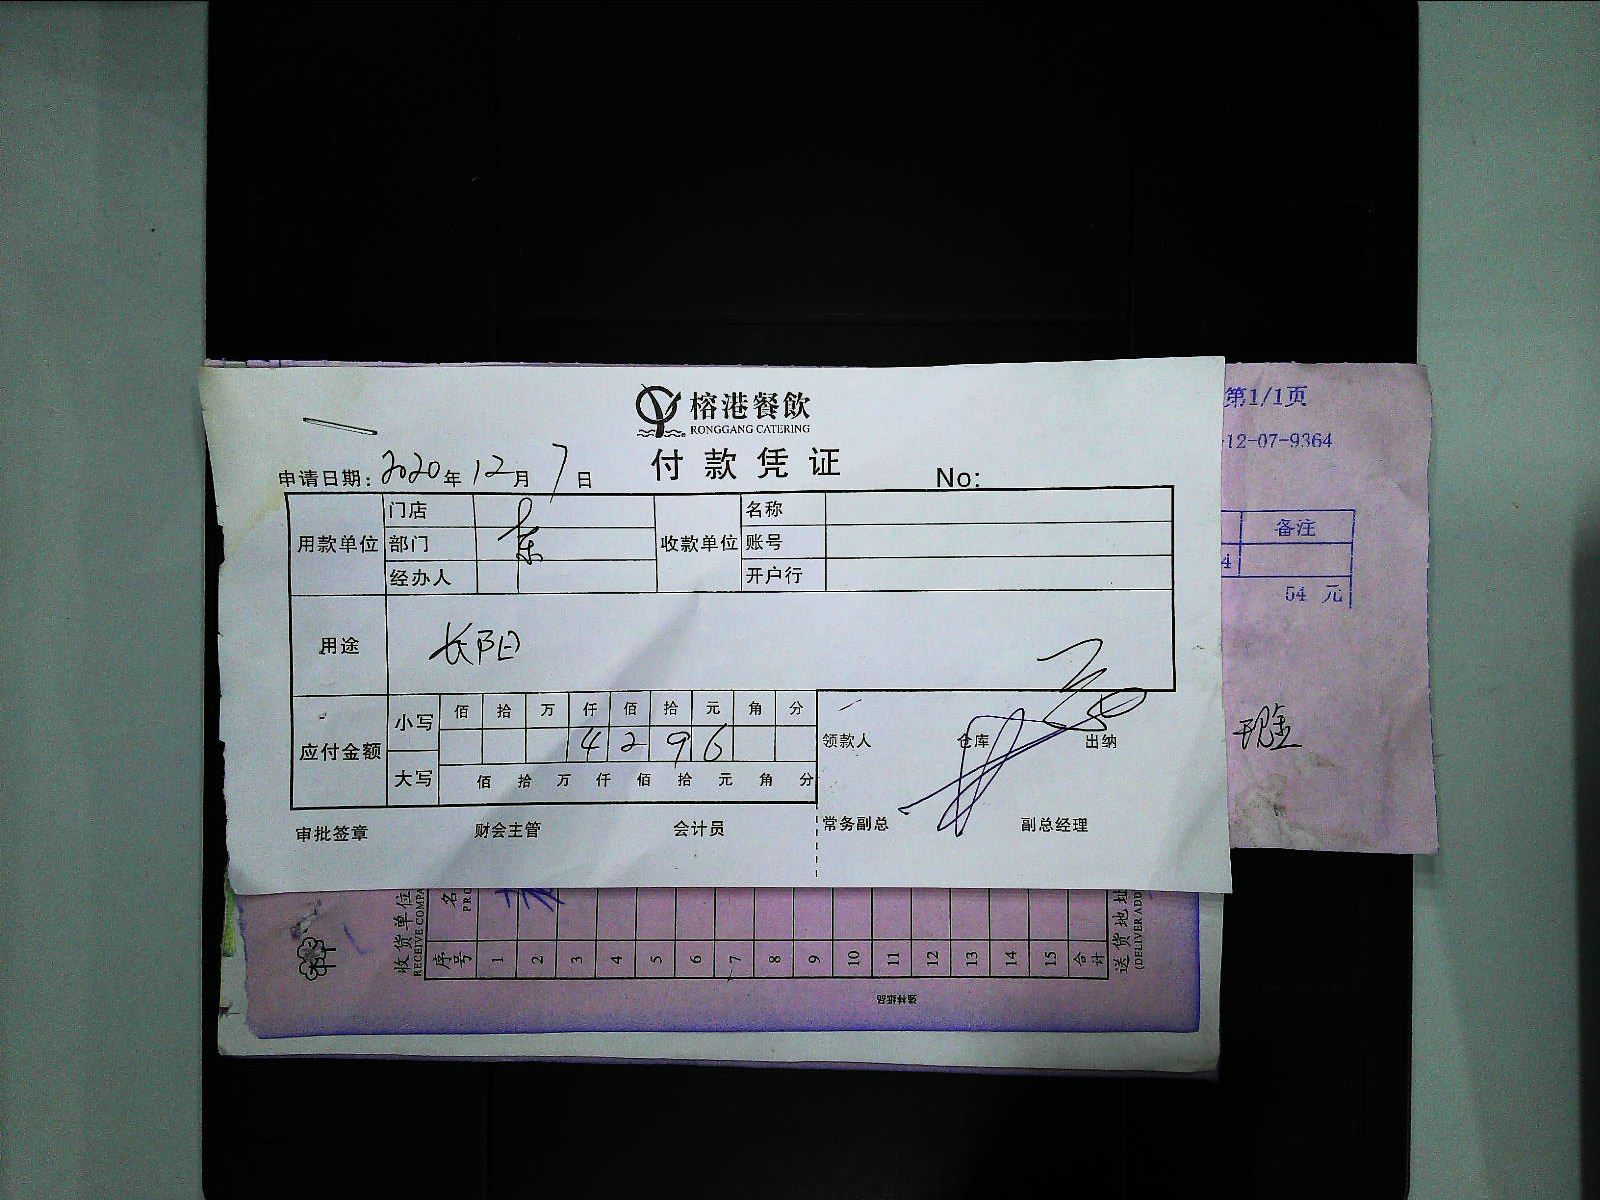 榕港餐飲
RONGGANG CATERING
付款凭证
申请日期：2020年12月7日
No:
用款单位 门店 收款单位 名称
部门 东 账号
经办人 开户行
用途 长阳
应付金额 小写 佰 拾 万 仟 佰 拾 元 角 分
4 2 9 6
大写 佰 拾 万 仟 佰 拾 元 角 分
领款人 仓库 出纳
常务副总 副总经理
审批签章 财会主管 会计员
第1/1页
12-07-9364
备注
4
54 元
现金
收货单位
RECEIVE COMPA
序号 名
1 2 3 4 5 6 7 8 9 10 11 12 13 14 15 合计
送货地址
(DELIVER ADD